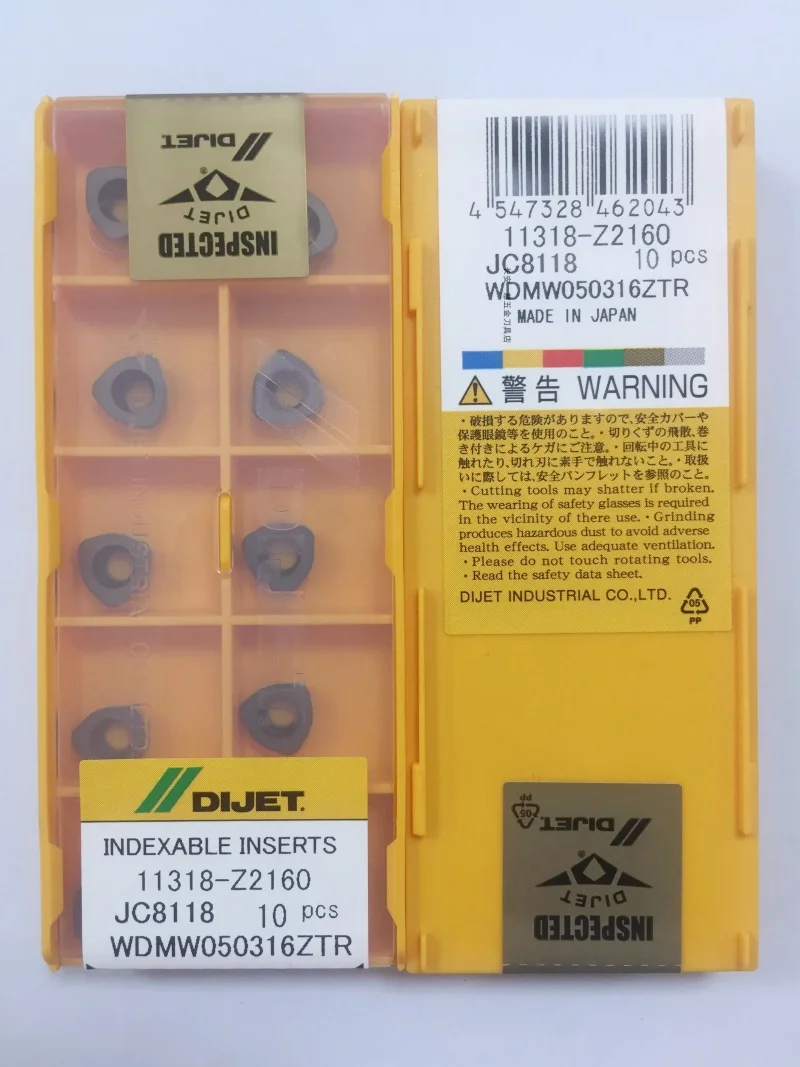 DIJET
DIJET
®
INSPECTED
DIJET.
INDEXABLE INSERTS
11318-Z2160
JC8118 10 pcs
WDMW050316ZTR
4 547328 462043
11318-Z2160
JC8118 10 pcs
WDMW050316ZTR
MADE IN JAPAN
五金刀具店
警告 WARNING
・破損する危険がありますので、安全カバーや
保護眼鏡等を使用のこと。・切りくずの飛散、巻
き付きによるケガにご注意。・回転中の工具に
触れたり、切れ刃に素手で触れないこと。・取扱
いに際しては、安全パンフレットを参照のこと。
・Cutting tools may shatter if broken.
The wearing of safety glasses is required
in the vicinity of there use. ・Grinding
produces hazardous dust to avoid adverse
health effects. Use adequate ventilation.
・Please do not touch rotating tools.
・Read the safety data sheet.
DIJET INDUSTRIAL CO.,LTD.
05
PP
05
PP
DIJET
DIJET
®
INSPECTED